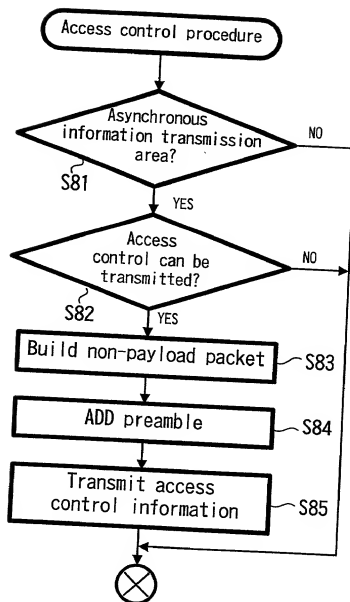 Access control procedure
Asynchronous
information transmission
area?
NO
S81
YES
Access
control can be
transmitted?
NO
S82
YES
Build non-payload packet
S83
ADD preamble
S84
Transmit access
control information
S85